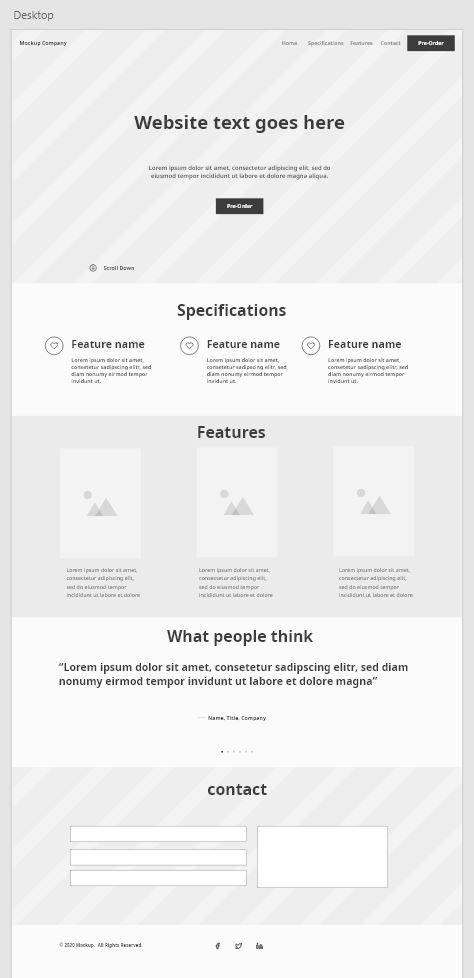 Desktop
Mockup Company
Home Specifications Features Contact Pre-Order
Website text goes here
Lorem ipsum dolor sit amet, consectetur adipiscing elit, sed do
eiusmod tempor incididunt ut labore et dolore magna aliqua.
Pre-Order
Scroll Down
Specifications
Feature name
Lorem ipsum dolor sit amet,
consetetur sadipscing elitr, sed
diam nonumy eirmod tempor
invidunt ut.
Feature name
Lorem ipsum dolor sit amet,
consetetur sadipscing elitr, sed
diam nonumy eirmod tempor
invidunt ut.
Feature name
Lorem ipsum dolor sit amet,
consetetur sadipscing elitr, sed
diam nonumy eirmod tempor
invidunt ut.
Features
Lorem ipsum dolor sit amet,
consectetur adipiscing elit,
sed do eiusmod tempor
incididunt ut labore et dolore
Lorem ipsum dolor sit amet,
consectetur adipiscing elit,
sed do eiusmod tempor
incididunt ut labore et dolore
Lorem ipsum dolor sit amet,
consectetur adipiscing elit,
sed do eiusmod tempor
incididunt ut labore et dolore
What people think
“Lorem ipsum dolor sit amet, consetetur sadipscing elitr, sed diam
nonumy eirmod tempor invidunt ut labore et dolore magna”
— Name, Title, Company
contact
© 2020 Mockup. All Rights Reserved.